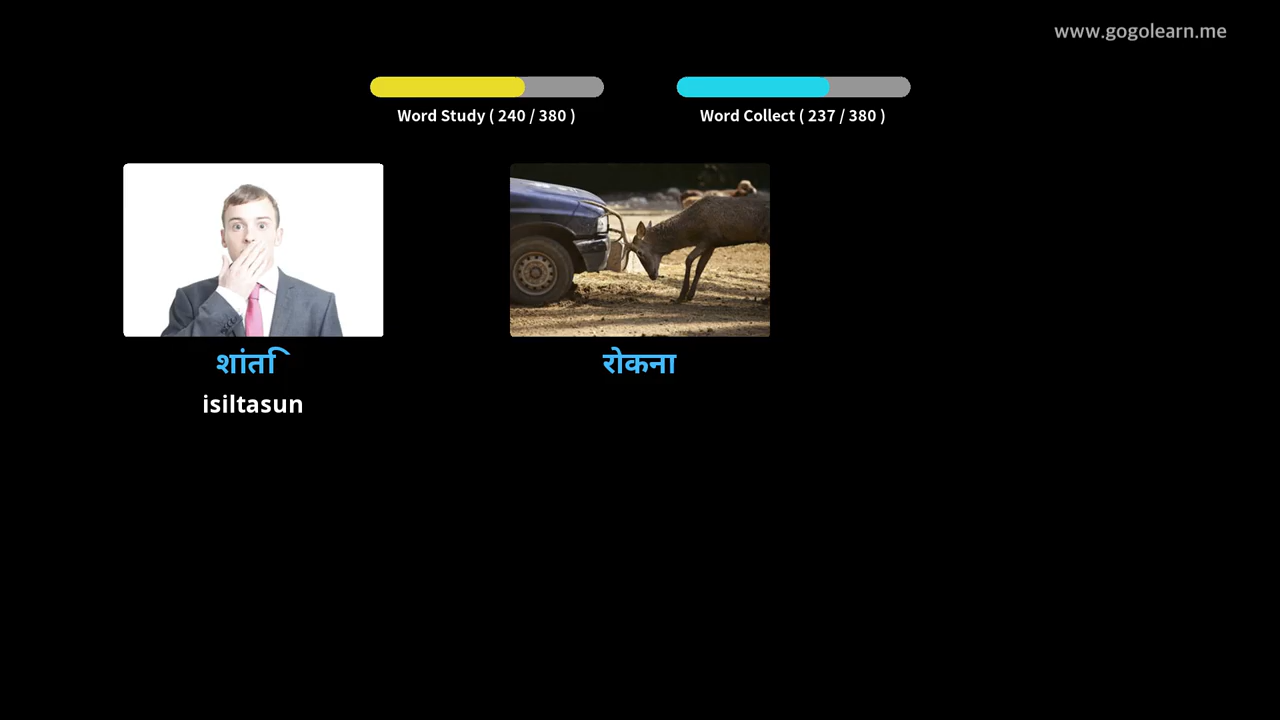 www.gogolearn.me
Word Study ( 240 / 380 )
Word Collect ( 237 / 380 )
शांति
रोकना
isiltasun